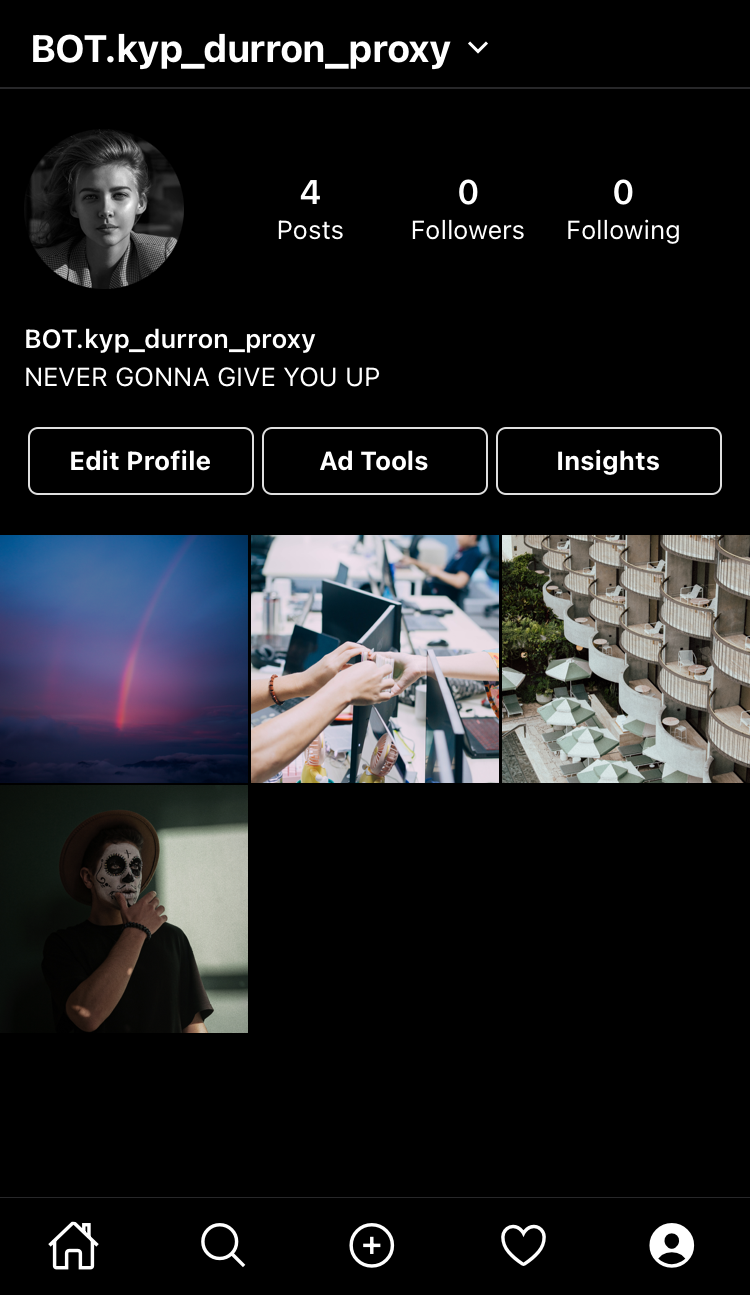 BOT.kyp_durron_proxy
4 0 0
Posts Followers Following
BOT.kyp_durron_proxy
NEVER GONNA GIVE YOU UP
Edit Profile Ad Tools Insights